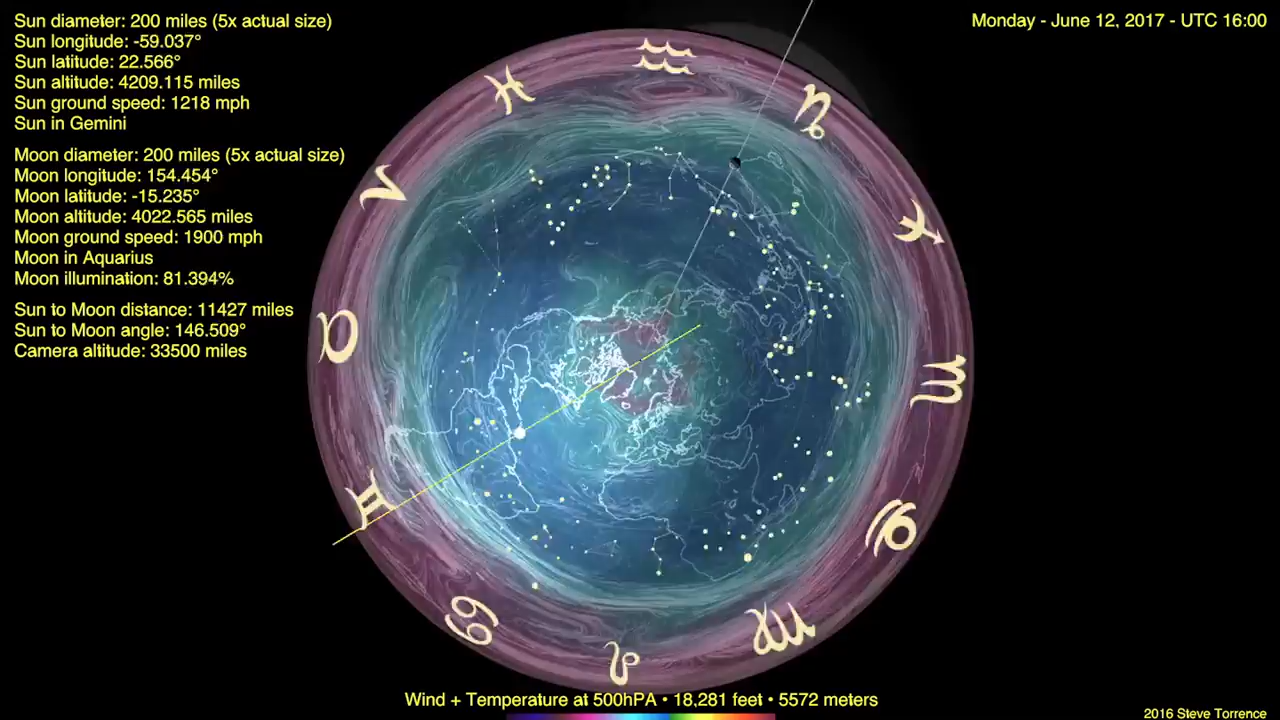 Sun diameter: 200 miles (5x actual size)
Sun longitude: -59.037°
Sun latitude: 22.566°
Sun altitude: 4209.115 miles
Sun ground speed: 1218 mph
Sun in Gemini
Moon diameter: 200 miles (5x actual size)
Moon longitude: 154.454°
Moon latitude: -15.235°
Moon altitude: 4022.565 miles
Moon ground speed: 1900 mph
Moon in Aquarius
Moon illumination: 81.394%
Sun to Moon distance: 11427 miles
Sun to Moon angle: 146.509°
Camera altitude: 33500 miles
Monday - June 12, 2017 - UTC 16:00
Wind + Temperature at 500hPA • 18,281 feet • 5572 meters
2016 Steve Torrence